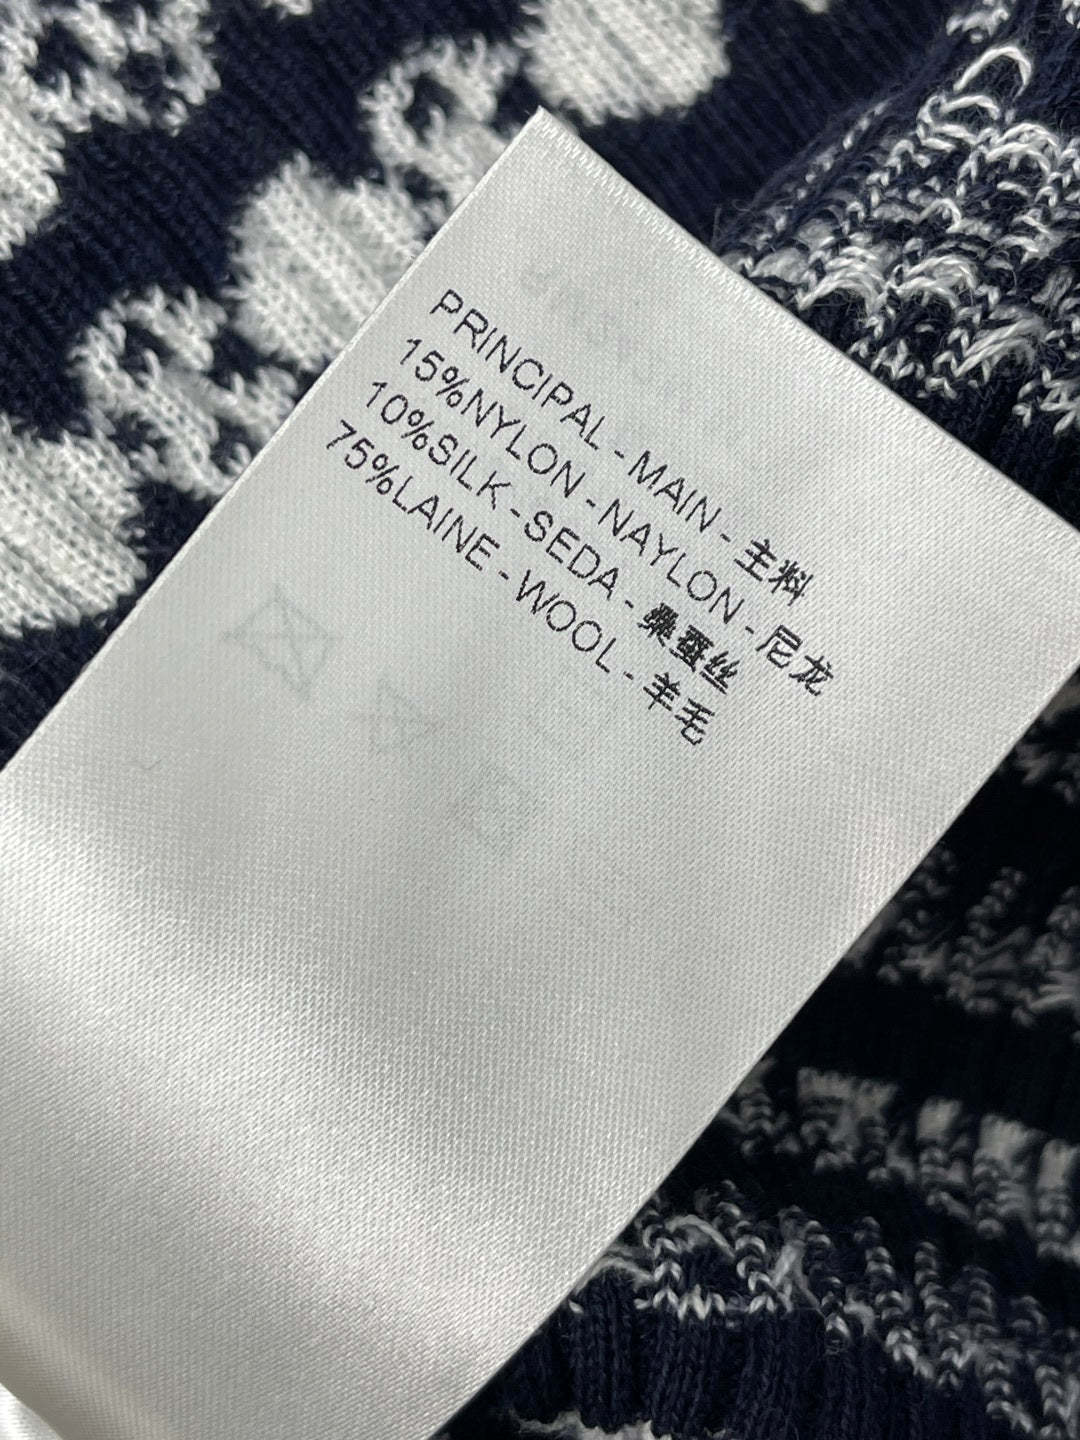 PRINCIPAL - MAIN - 主料
15%NYLON - NAYLON - 尼龙
10%SILK - SEDA - 桑蚕丝
75%LAINE - WOOL - 羊毛